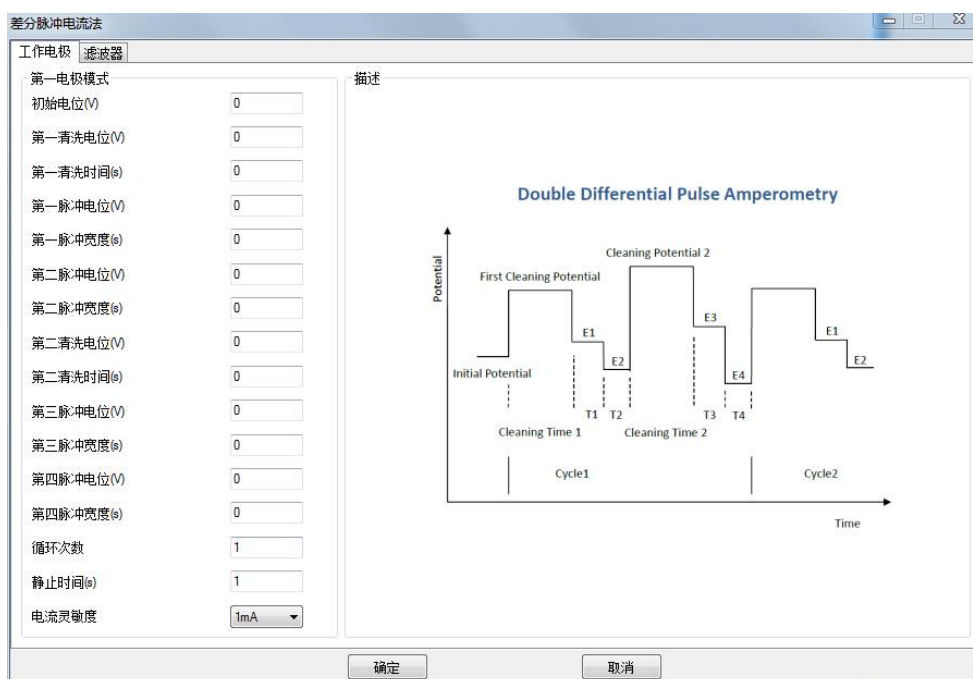 差分脉冲电流法
工作电极 滤波器
第一电极模式
初始电位(V) 0
第一清洗电位(V) 0
第一清洗时间(s) 0
第一脉冲电位(V) 0
第一脉冲宽度(s) 0
第二脉冲电位(V) 0
第二脉冲宽度(s) 0
第二清洗电位(V) 0
第二清洗时间(s) 0
第三脉冲电位(V) 0
第三脉冲宽度(s) 0
第四脉冲电位(V) 0
第四脉冲宽度(s) 0
循环次数 1
静止时间(s) 1
电流灵敏度 1mA
描述
Double Differential Pulse Amperometry
Potential
Cleaning Potential 2
First Cleaning Potential
E1
E2
E3
E4
E1
E2
Initial Potential
T1 T2
T3 T4
Cleaning Time 1
Cleaning Time 2
Cycle1
Cycle2
Time
确定 取消